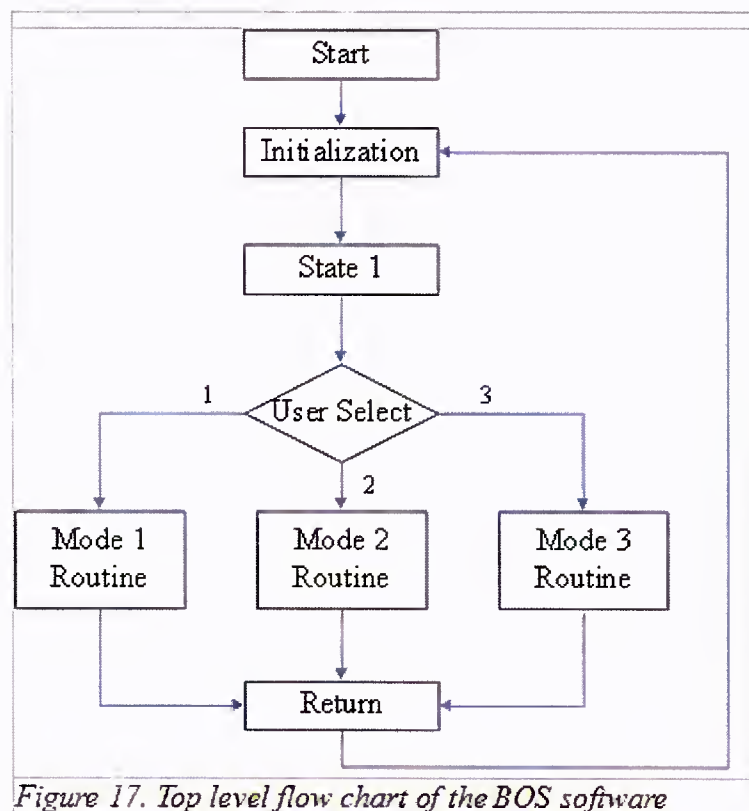 Start
Initialization
State 1
User Select
1
3
2
Mode 1
Routine
Mode 2
Routine
Mode 3
Routine
Return
Figure 17. Top level flow chart of the BOS software